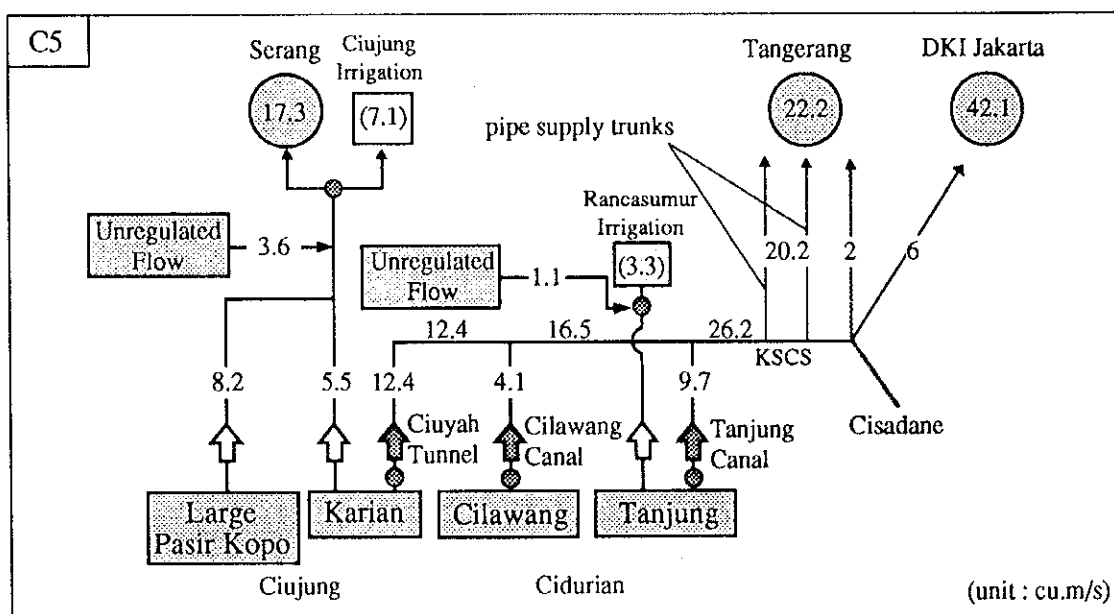 C5
Serang
Ciujung
Irrigation
Tangerang
DKI Jakarta
17.3
(7.1)
22.2
42.1
pipe supply trunks
Rancasumur
Irrigation
Unregulated
Flow
3.6
Unregulated
Flow
1.1
(3.3)
20.2
2
6
12.4
16.5
26.2
KSCS
8.2
5.5
12.4
4.1
9.7
Cisadane
Ciuyah
Tunnel
Cilawang
Canal
Tanjung
Canal
Large
Pasir Kopo
Karian
Cilawang
Tanjung
Ciujung
Cidurian
(unit : cu.m/s)